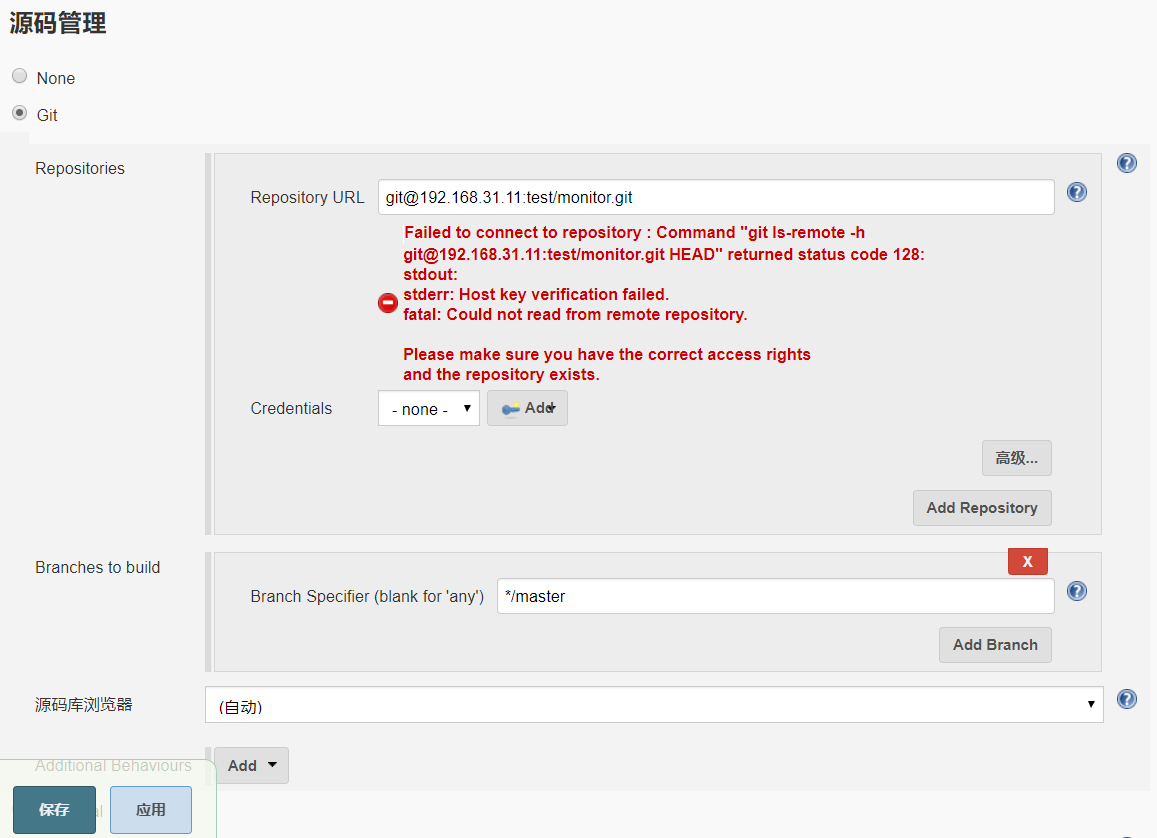 源码管理
None
Git
Repositories
Repository URL
git@192.168.31.11:test/monitor.git
Failed to connect to repository : Command "git ls-remote -h
git@192.168.31.11:test/monitor.git HEAD" returned status code 128:
stdout:
stderr: Host key verification failed.
fatal: Could not read from remote repository.
Please make sure you have the correct access rights
and the repository exists.
Credentials
- none -
Add
高级...
Add Repository
Branches to build
X
Branch Specifier (blank for 'any')
*/master
Add Branch
源码库浏览器
(自动)
Additional Behaviours
Add
保存
应用